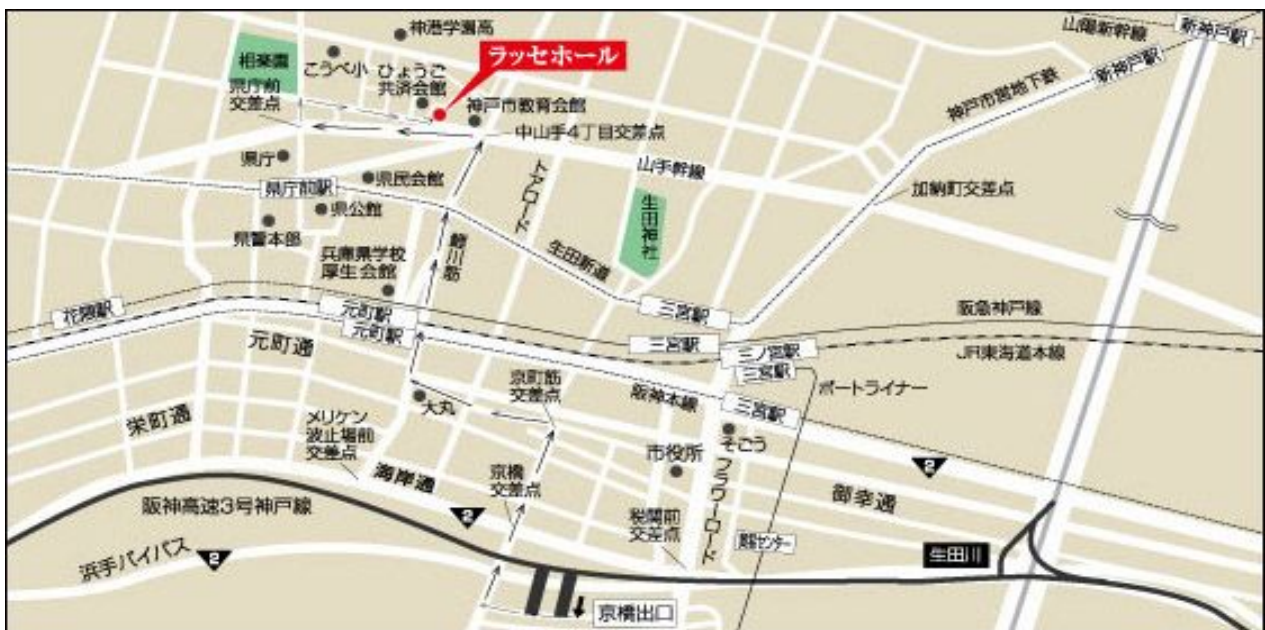 神港学園高
山陽新幹線
新神戸駅
ラッセホール
相楽園
こうべ小
ひょうご
共済会館
新神戸駅
県庁前
交差点
神戸市営地下鉄
神戸市教育会館
中山手4丁目交差点
県庁
山手幹線
県民会館
トアロード
県庁前駅
加納町交差点
県公館
生田神社
県警本部
鯉川筋
兵庫県学校
厚生会館
生田新道
花隈駅
元町駅
三宮駅
阪急神戸線
元町駅
元町通
三宮駅
三ノ宮駅
JR東海道本線
三宮駅
京町筋
交差点
阪神本線
ポートライナー
大丸
三宮駅
栄町通
メリケン
波止場前
交差点
そごう
市役所
海岸通
京橋
交差点
2
フラワーロード
御幸通
阪神高速3号神戸線
2
税関前
交差点
浜手バイパス
2
生田川
京橋出口